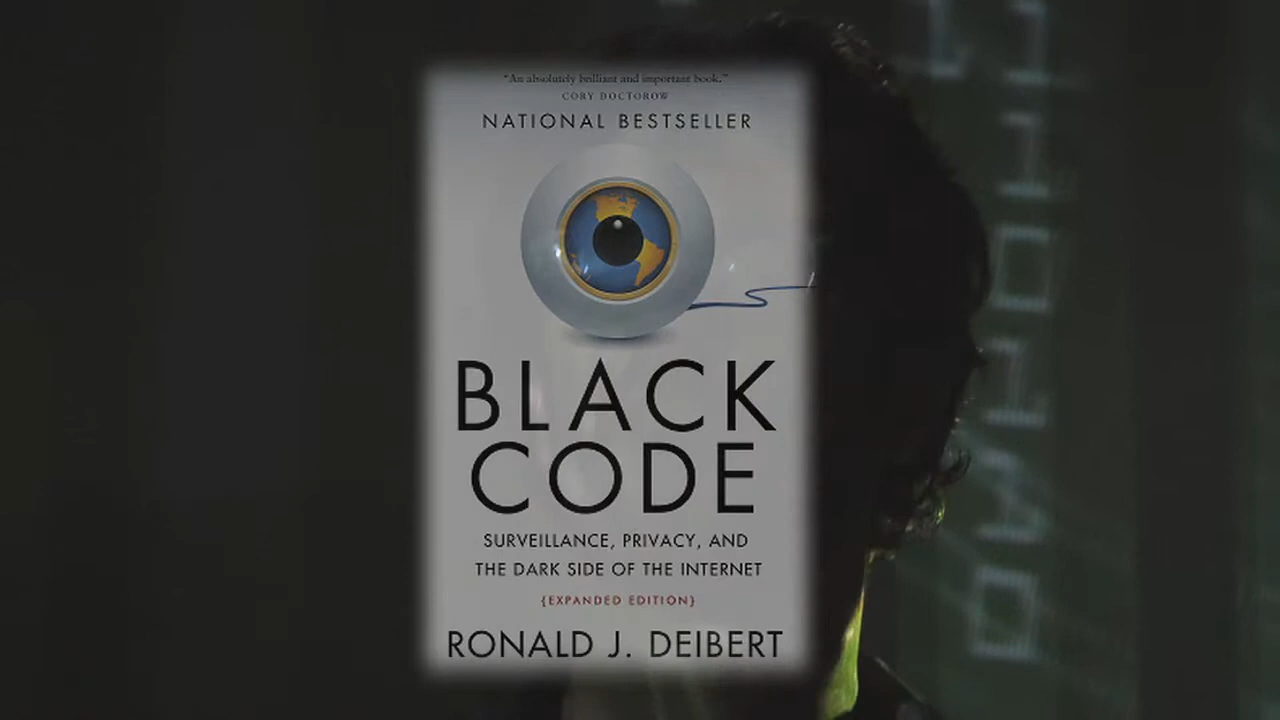 “An absolutely brilliant and important book.”
CORY DOCTOROW
NATIONAL BESTSELLER
BLACK
CODE
SURVEILLANCE, PRIVACY, AND
THE DARK SIDE OF THE INTERNET
{EXPANDED EDITION}
RONALD J. DEIBERT